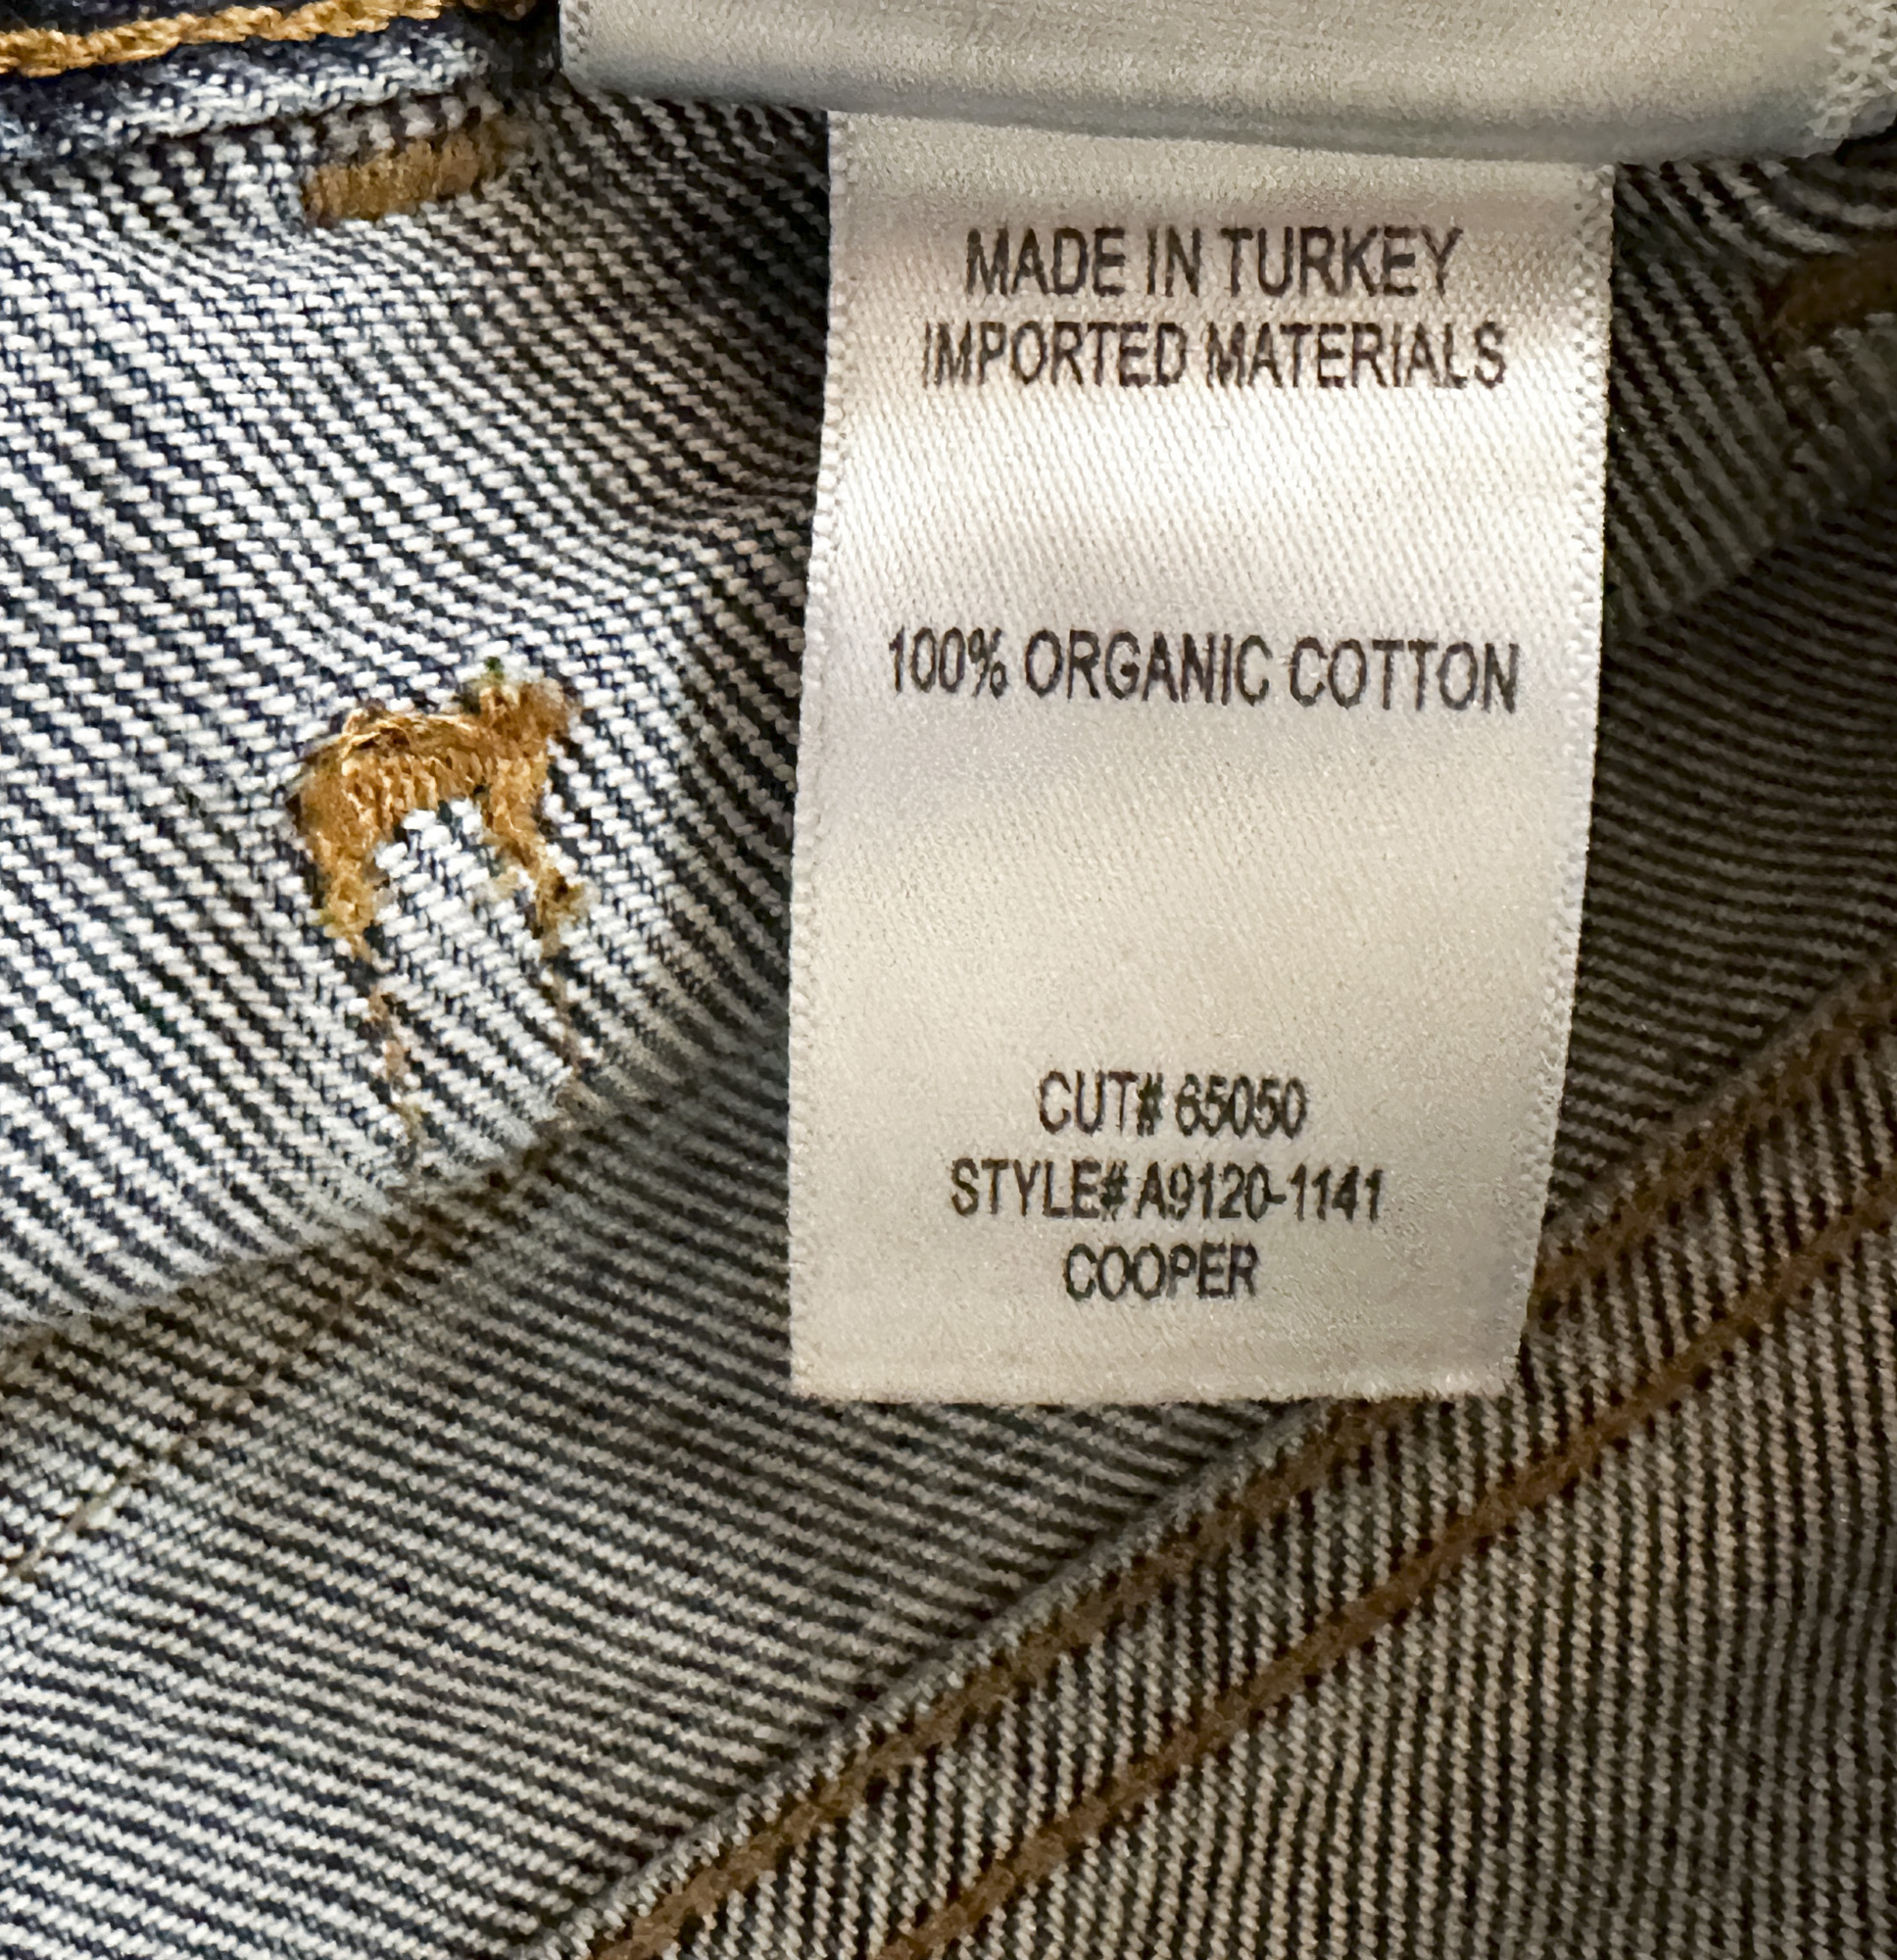 MADE IN TURKEY
IMPORTED MATERIALS
100% ORGANIC COTTON
CUT# 65050
STYLE# A9120-1141
COOPER